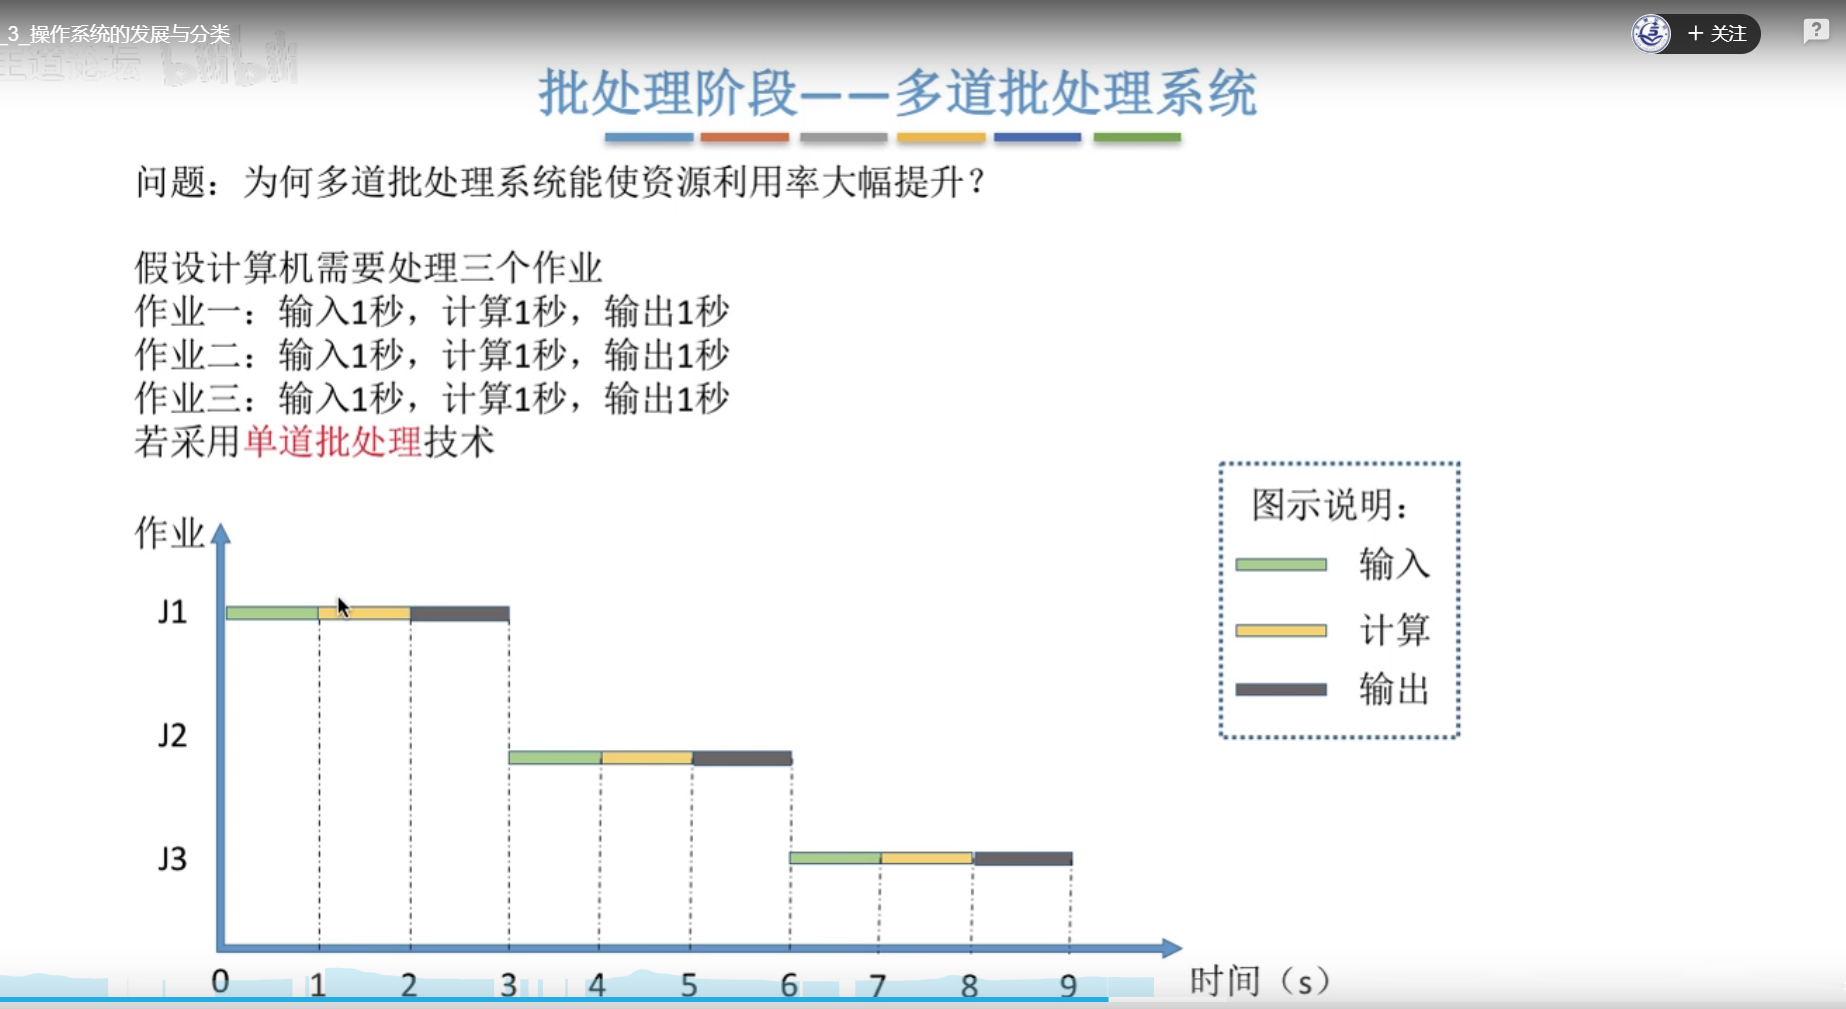 _3_操作系统的发展与分类
+ 关注
?
王道论坛 bilibili
批处理阶段——多道批处理系统
问题：为何多道批处理系统能使资源利用率大幅提升？
假设计算机需要处理三个作业
作业一：输入1秒，计算1秒，输出1秒
作业二：输入1秒，计算1秒，输出1秒
作业三：输入1秒，计算1秒，输出1秒
若采用单道批处理技术
图示说明：
输入
计算
输出
作业
J1
J2
J3
0 1 2 3 4 5 6 7 8 9 时间（s）